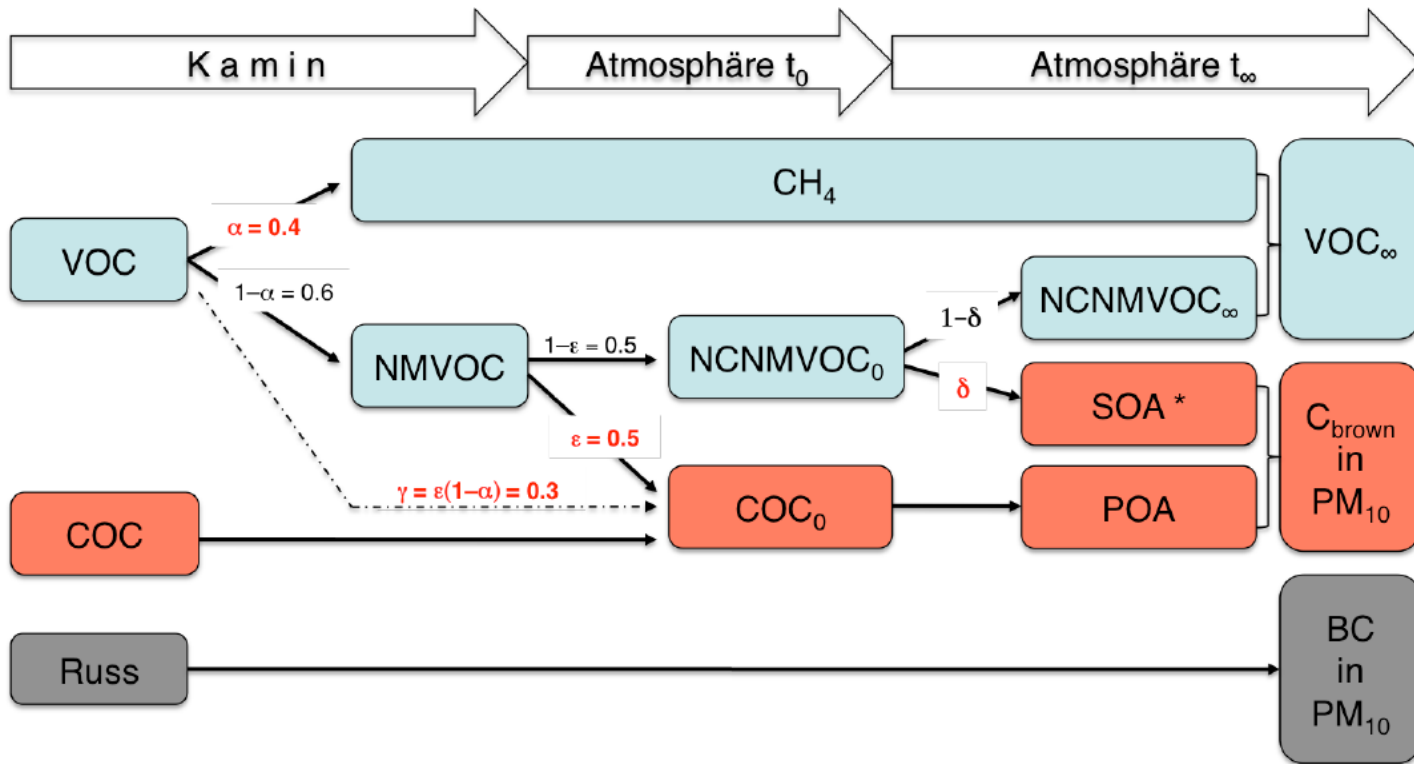 K a m i n
Atmosphäre t₀
Atmosphäre t∞
CH₄
α = 0.4
VOC
VOC∞
1−α = 0.6
NCNMVOC∞
1−δ
1−ε = 0.5
NMVOC
NCNMVOC₀
δ
SOA *
ε = 0.5
C_brown
in
PM₁₀
γ = ε(1−α) = 0.3
COC
COC₀
POA
Russ
BC
in
PM₁₀